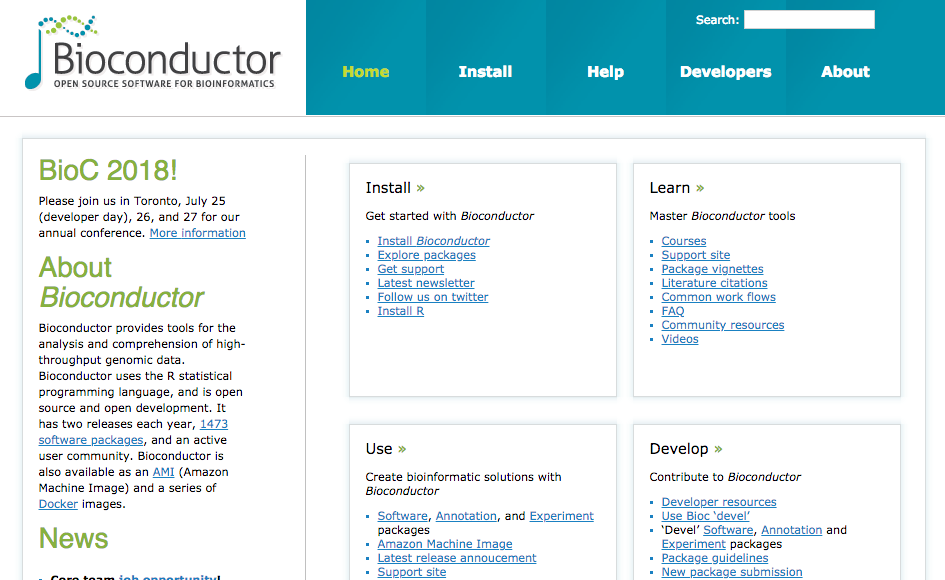 Bioconductor
OPEN SOURCE SOFTWARE FOR BIOINFORMATICS
Search:
Home
Install
Help
Developers
About
BioC 2018!
Please join us in Toronto, July 25
(developer day), 26, and 27 for our
annual conference. More information
About
Bioconductor
Bioconductor provides tools for the
analysis and comprehension of high-
throughput genomic data.
Bioconductor uses the R statistical
programming language, and is open
source and open development. It
has two releases each year, 1473
software packages, and an active
user community. Bioconductor is
also available as an AMI (Amazon
Machine Image) and a series of
Docker images.
News
Core team job opportunity!
Install »
Get started with Bioconductor
Install Bioconductor
Explore packages
Get support
Latest newsletter
Follow us on twitter
Install R
Learn »
Master Bioconductor tools
Courses
Support site
Package vignettes
Literature citations
Common work flows
FAQ
Community resources
Videos
Use »
Create bioinformatic solutions with
Bioconductor
Software, Annotation, and Experiment
packages
Amazon Machine Image
Latest release annoucement
Support site
Develop »
Contribute to Bioconductor
Developer resources
Use Bioc ‘devel’
‘Devel’ Software, Annotation and
Experiment packages
Package guidelines
New package submission